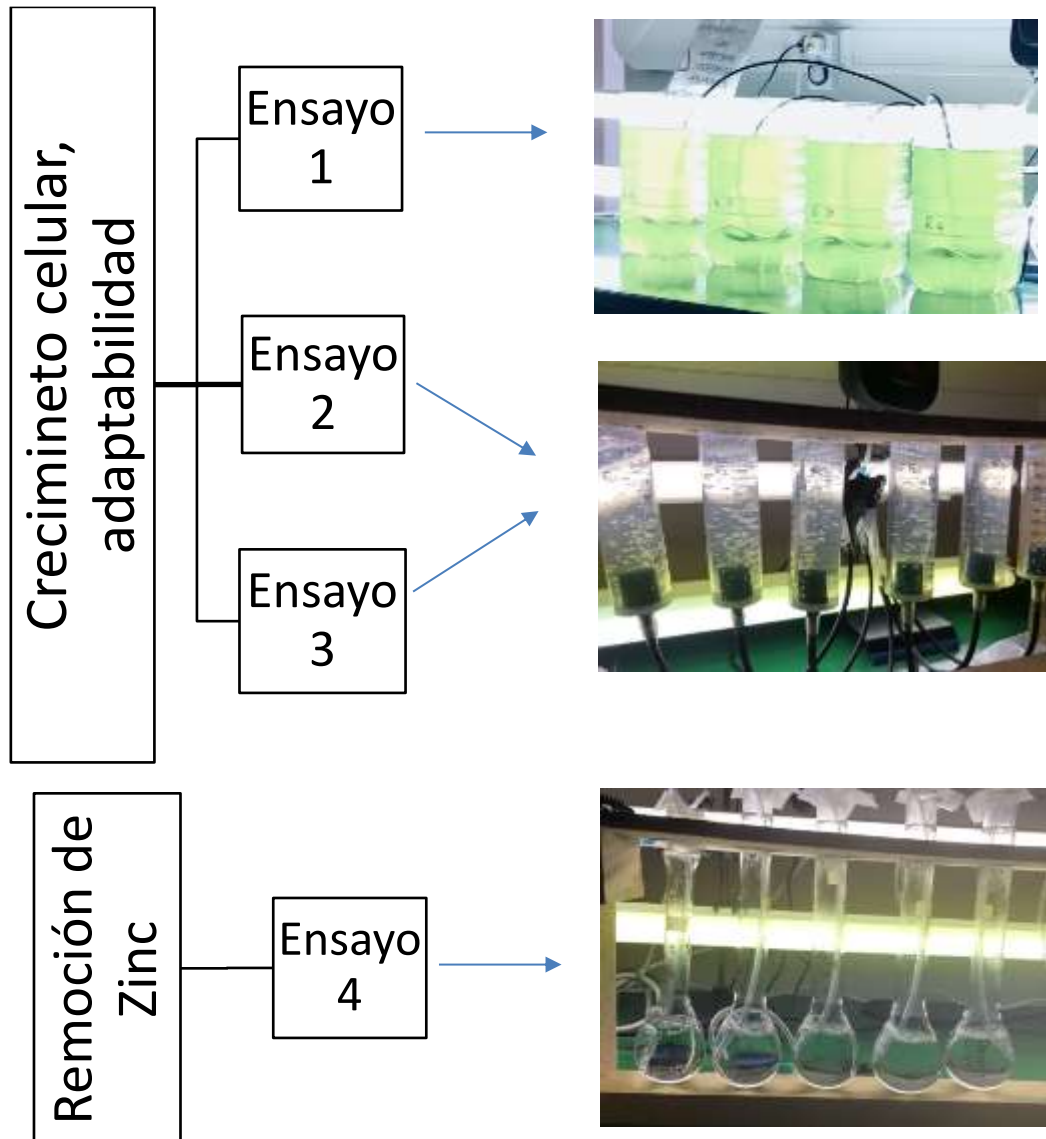 Crecimineto celular,
adaptabilidad
Ensayo
1
Ensayo
2
Ensayo
3
Remoción de
Zinc
Ensayo
4